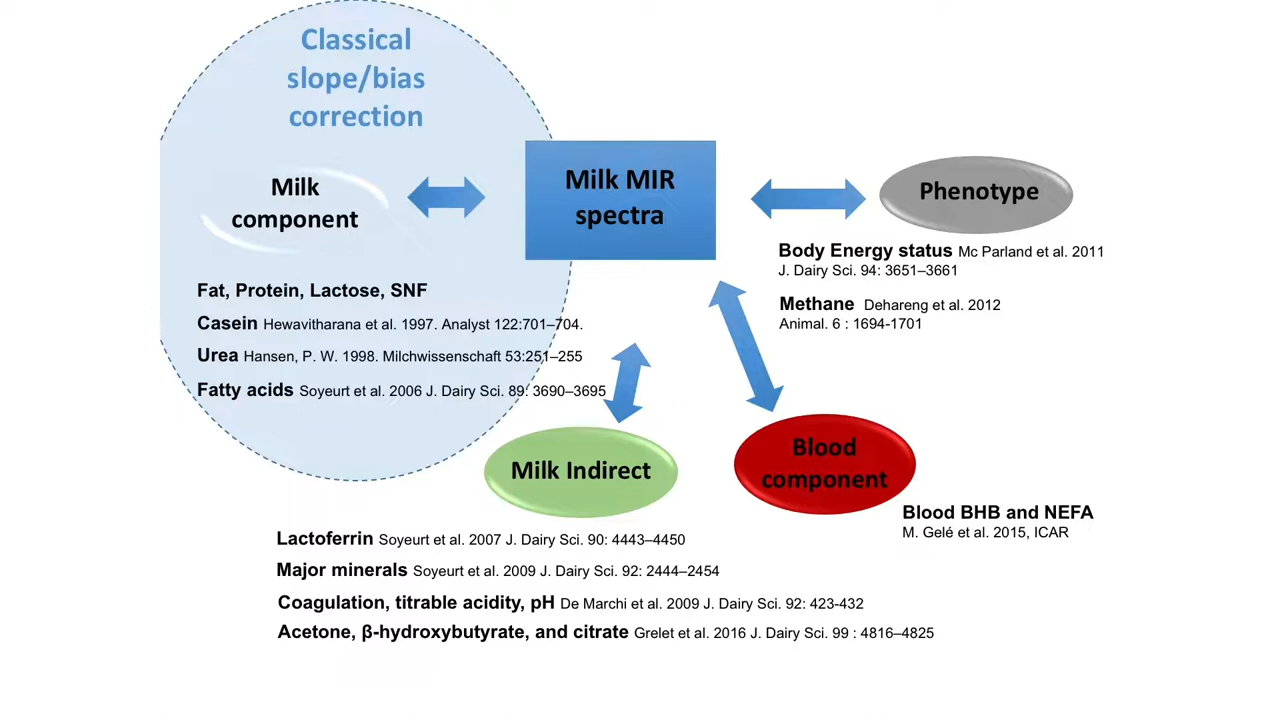 Classical
slope/bias
correction
Milk
component
Milk MIR
spectra
Phenotype
Fat, Protein, Lactose, SNF
Casein Hewavitharana et al. 1997. Analyst 122:701–704.
Urea Hansen, P. W. 1998. Milchwissenschaft 53:251–255
Fatty acids Soyeurt et al. 2006 J. Dairy Sci. 89: 3690–3695
Body Energy status Mc Parland et al. 2011
J. Dairy Sci. 94: 3651–3661
Methane Dehareng et al. 2012
Animal. 6 : 1694-1701
Milk Indirect
Blood
component
Blood BHB and NEFA
M. Gelé et al. 2015, ICAR
Lactoferrin Soyeurt et al. 2007 J. Dairy Sci. 90: 4443–4450
Major minerals Soyeurt et al. 2009 J. Dairy Sci. 92: 2444–2454
Coagulation, titrable acidity, pH De Marchi et al. 2009 J. Dairy Sci. 92: 423-432
Acetone, β-hydroxybutyrate, and citrate Grelet et al. 2016 J. Dairy Sci. 99 : 4816–4825